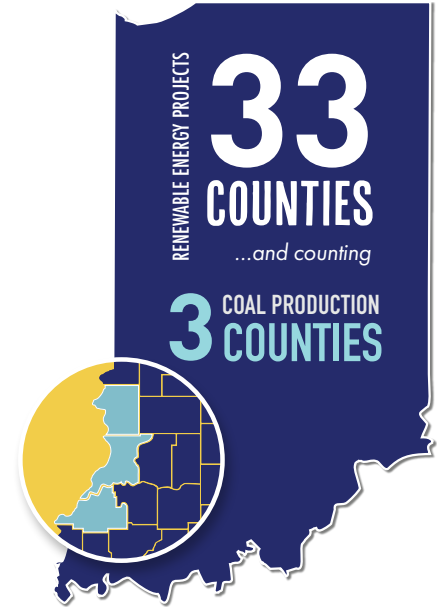 RENEWABLE ENERGY PROJECTS
33
COUNTIES
...and counting
3 COAL PRODUCTION
COUNTIES